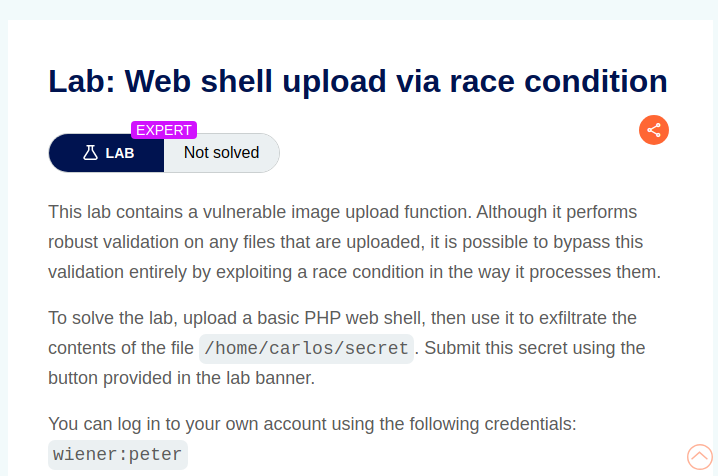 Lab: Web shell upload via race condition
EXPERT
LAB
Not solved
This lab contains a vulnerable image upload function. Although it performs
robust validation on any files that are uploaded, it is possible to bypass this
validation entirely by exploiting a race condition in the way it processes them.
To solve the lab, upload a basic PHP web shell, then use it to exfiltrate the
contents of the file /home/carlos/secret. Submit this secret using the
button provided in the lab banner.
You can log in to your own account using the following credentials:
wiener:peter